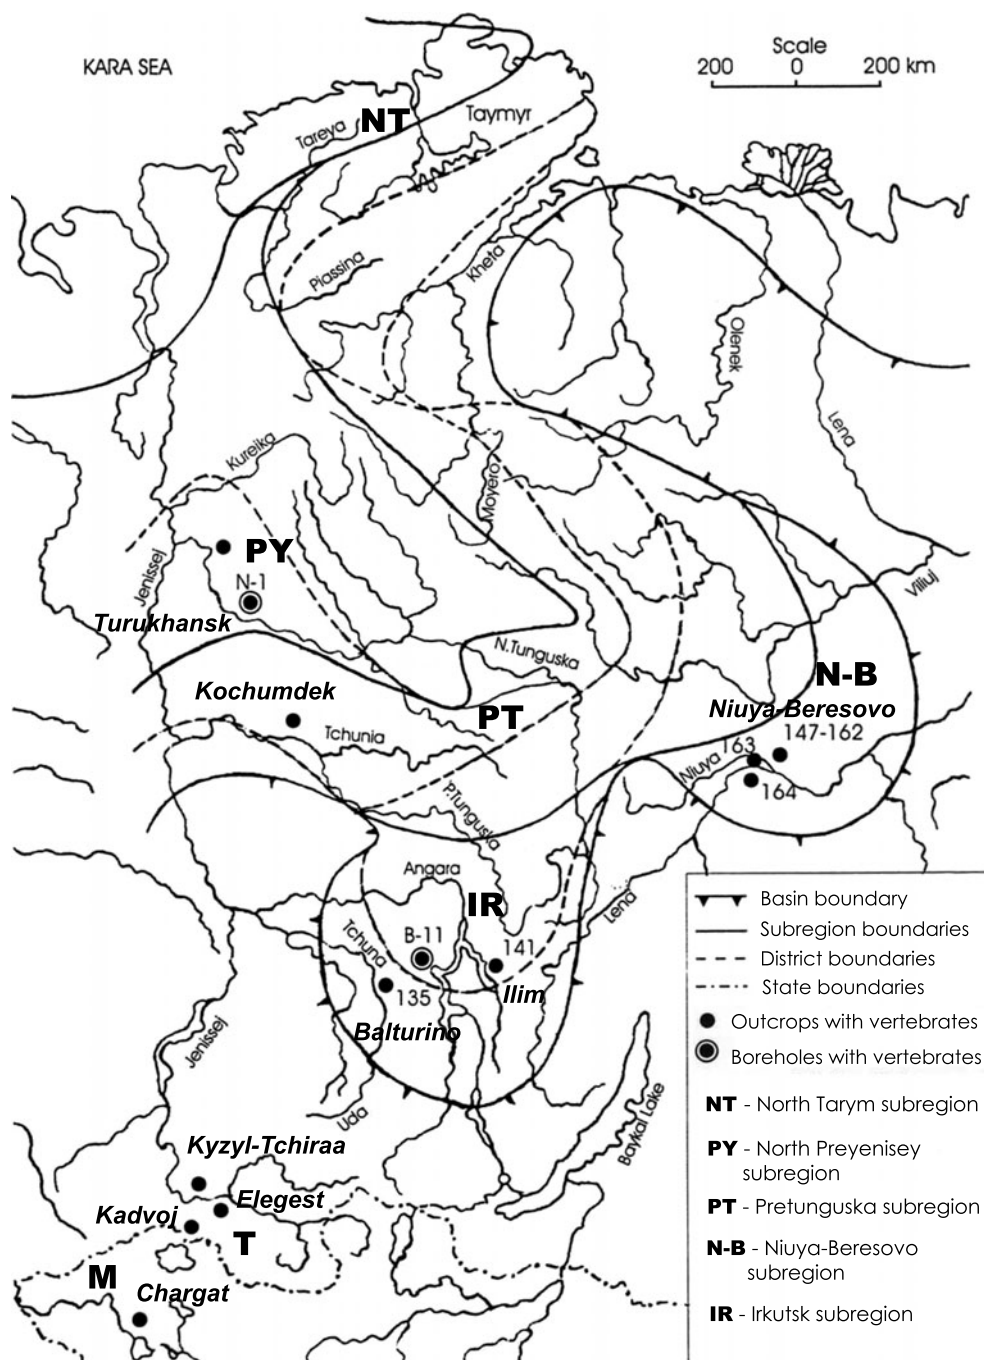 Scale
KARA SEA
200 0 200 km
NT
Taymyr
Tareya
Piassina
Kheta
Olenek
Lena
Kureika
Moyero
Jenissej
PY
N-1
Turukhansk
Viliuj
N.Tunguska
N-B
Kochumdek
PT
Niuya-Beresovo
Tchunia
163
147-162
Niuya
164
P.Tunguska
Angara
IR
Lena
Tchuna
B-11
141
135
Ilim
Balturino
Jenissej
Uda
Baykal Lake
Kyzyl-Tchiraa
Elegest
Kadvoj
T
M
Chargat
Basin boundary
Subregion boundaries
District boundaries
State boundaries
Outcrops with vertebrates
Boreholes with vertebrates
NT - North Tarym subregion
PY - North Preyenisey
subregion
PT - Pretunguska subregion
N-B - Niuya-Beresovo
subregion
IR - Irkutsk subregion